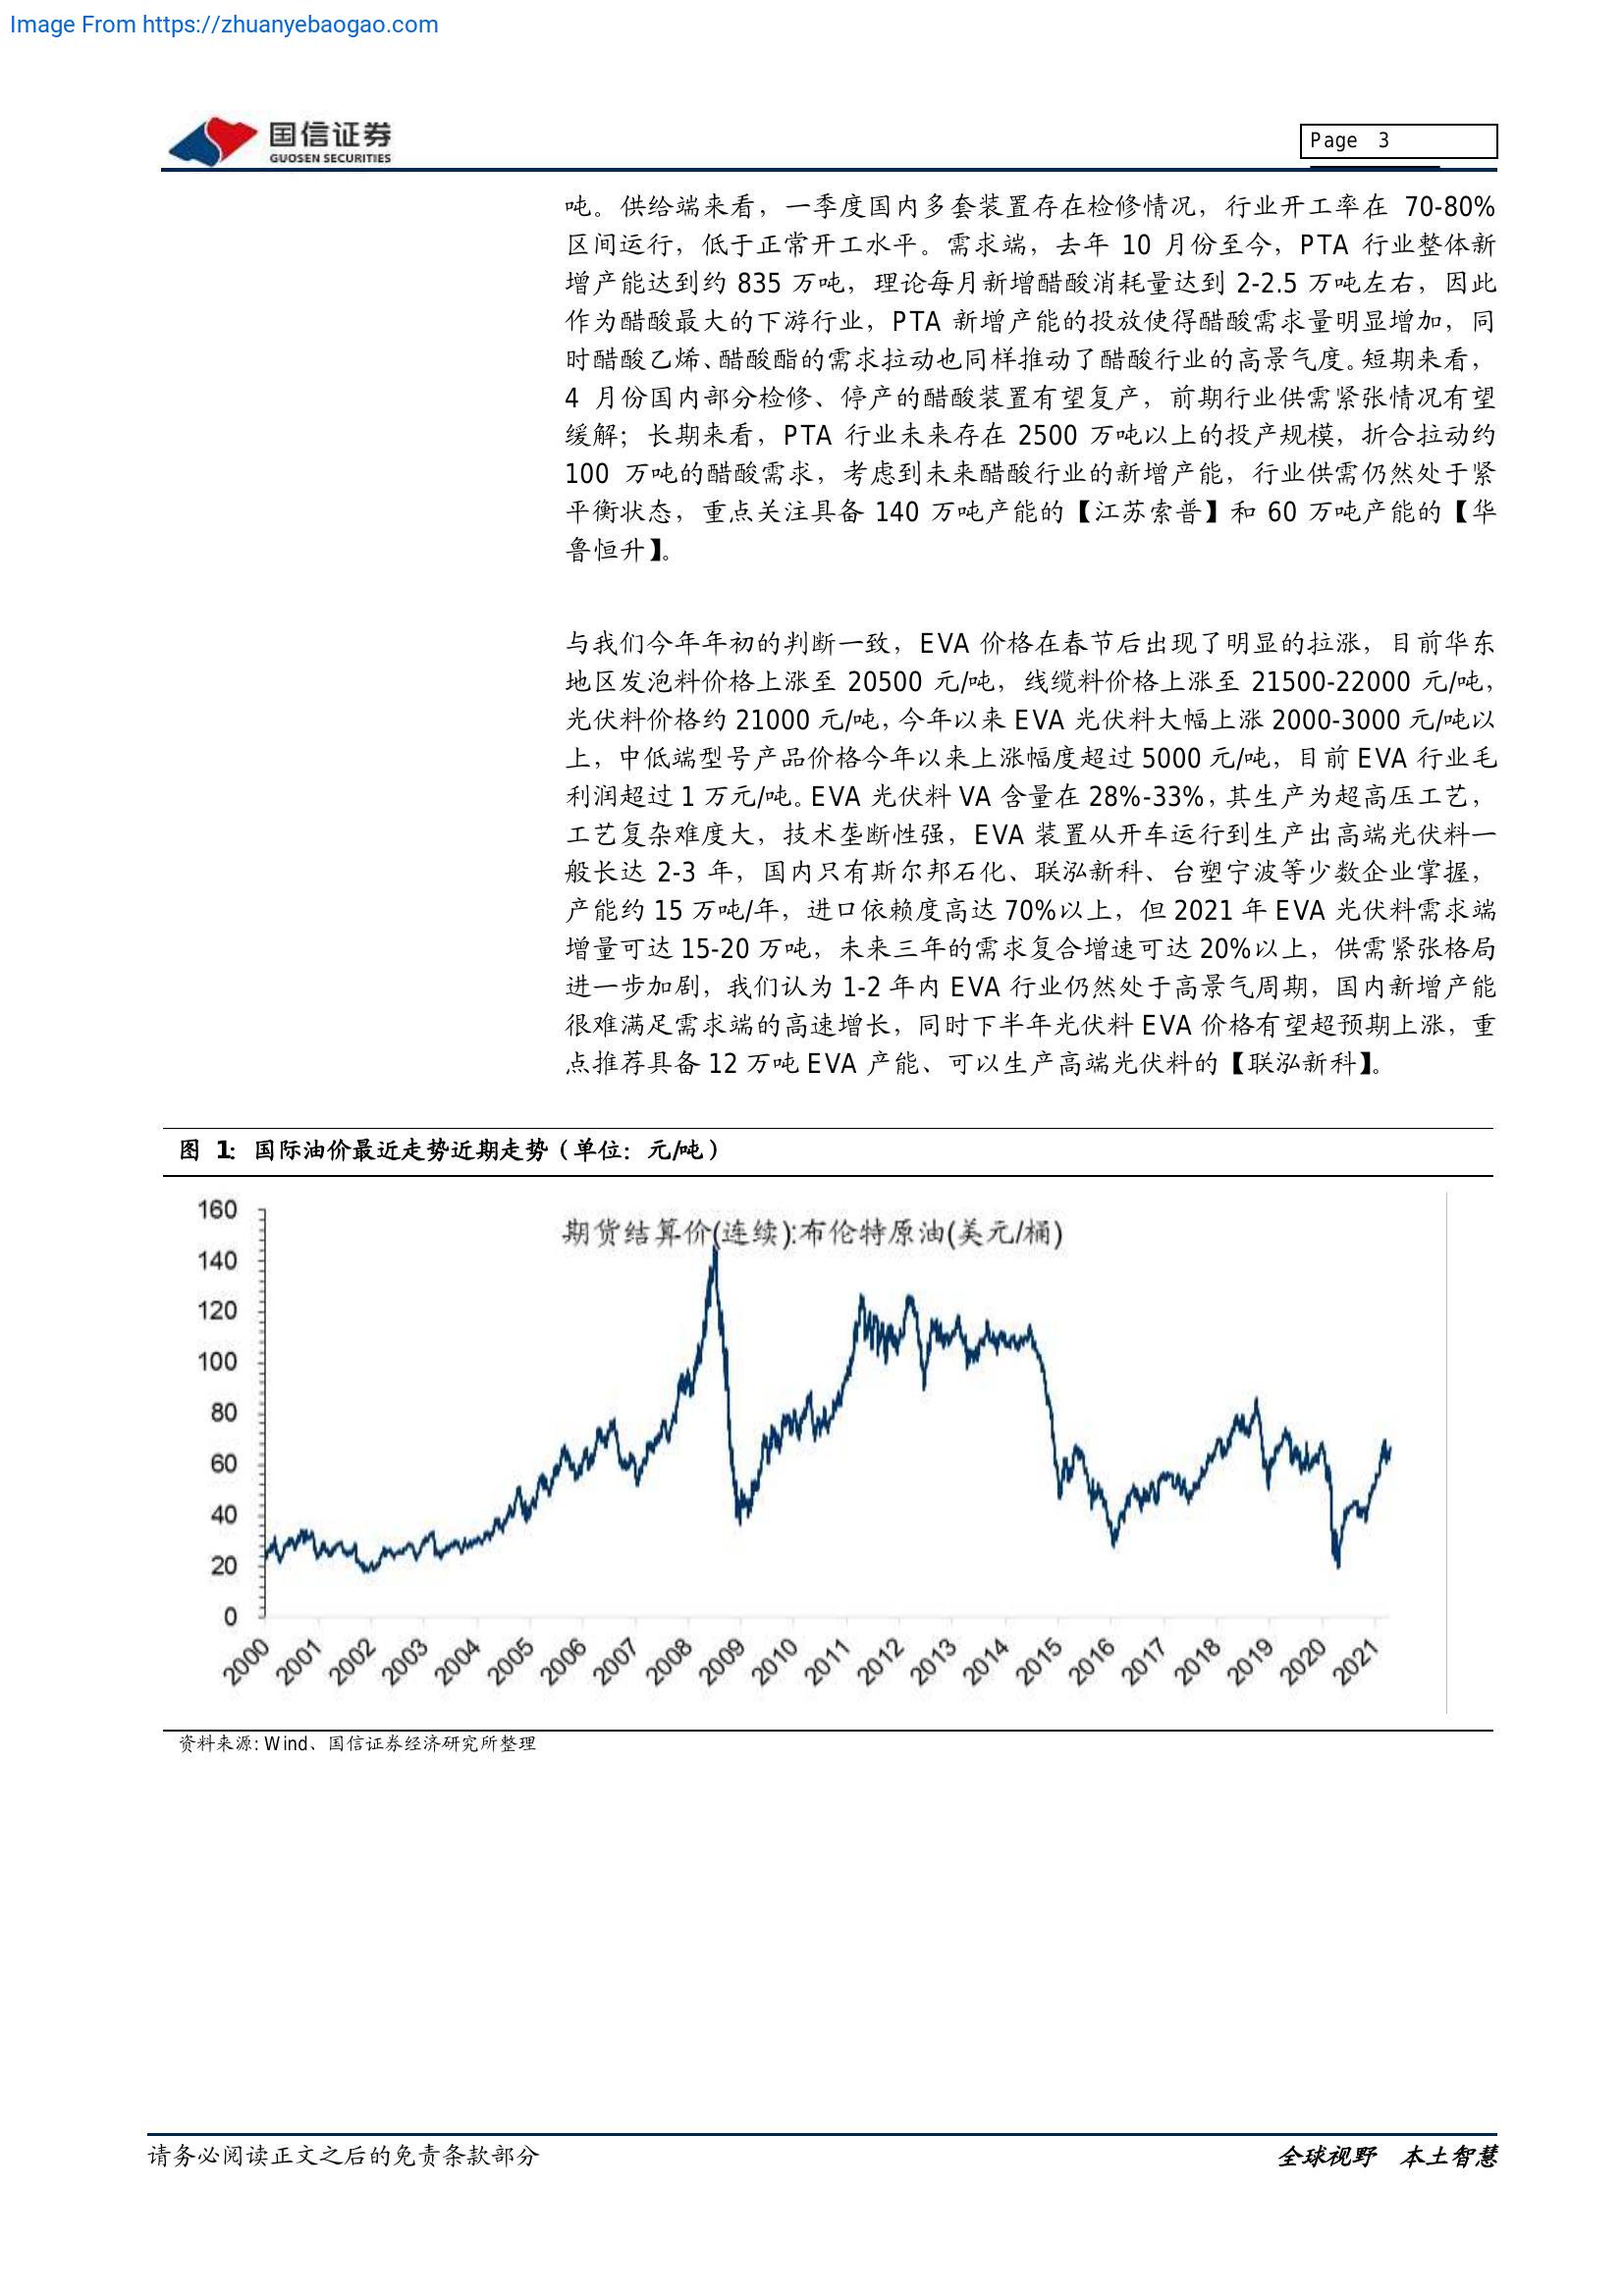 Image From https://zhuanyebaogao.com
国信证券
GUOSEN SECURITIES
Page 3
吨。供给端来看，一季度国内多套装置存在检修情况，行业开工率在 70-80%
区间运行，低于正常开工水平。需求端，去年 10 月份至今，PTA 行业整体新
增产能达到约 835 万吨，理论每月新增醋酸消耗量达到 2-2.5 万吨左右，因此
作为醋酸最大的下游行业，PTA 新增产能的投放使得醋酸需求量明显增加，同
时醋酸乙烯、醋酸酯的需求拉动也同样推动了醋酸行业的高景气度。短期来看，
4 月份国内部分检修、停产的醋酸装置有望复产，前期行业供需紧张情况有望
缓解；长期来看，PTA 行业未来存在 2500 万吨以上的投产规模，折合拉动约
100 万吨的醋酸需求，考虑到未来醋酸行业的新增产能，行业供需仍然处于紧
平衡状态，重点关注具备 140 万吨产能的【江苏索普】和 60 万吨产能的【华
鲁恒升】。
与我们今年年初的判断一致，EVA 价格在春节后出现了明显的拉涨，目前华东
地区发泡料价格上涨至 20500 元/吨，线缆料价格上涨至 21500-22000 元/吨，
光伏料价格约 21000 元/吨，今年以来 EVA 光伏料大幅上涨 2000-3000 元/吨以
上，中低端型号产品价格今年以来上涨幅度超过 5000 元/吨，目前 EVA 行业毛
利润超过 1 万元/吨。EVA 光伏料 VA 含量在 28%-33%，其生产为超高压工艺，
工艺复杂难度大，技术垄断性强，EVA 装置从开车运行到生产出高端光伏料一
般长达 2-3 年，国内只有斯尔邦石化、联泓新科、台塑宁波等少数企业掌握，
产能约 15 万吨/年，进口依赖度高达 70%以上，但 2021 年 EVA 光伏料需求端
增量可达 15-20 万吨，未来三年的需求复合增速可达 20%以上，供需紧张格局
进一步加剧，我们认为 1-2 年内 EVA 行业仍然处于高景气周期，国内新增产能
很难满足需求端的高速增长，同时下半年光伏料 EVA 价格有望超预期上涨，重
点推荐具备 12 万吨 EVA 产能、可以生产高端光伏料的【联泓新科】。
图 1：国际油价最近走势近期走势（单位：元/吨）
期货结算价(连续):布伦特原油(美元/桶)
160
140
120
100
80
60
40
20
0
2000 2001 2002 2003 2004 2005 2006 2007 2008 2009 2010 2011 2012 2013 2014 2015 2016 2017 2018 2019 2020 2021
资料来源: Wind、国信证券经济研究所整理
请务必阅读正文之后的免责条款部分
全球视野 本土智慧